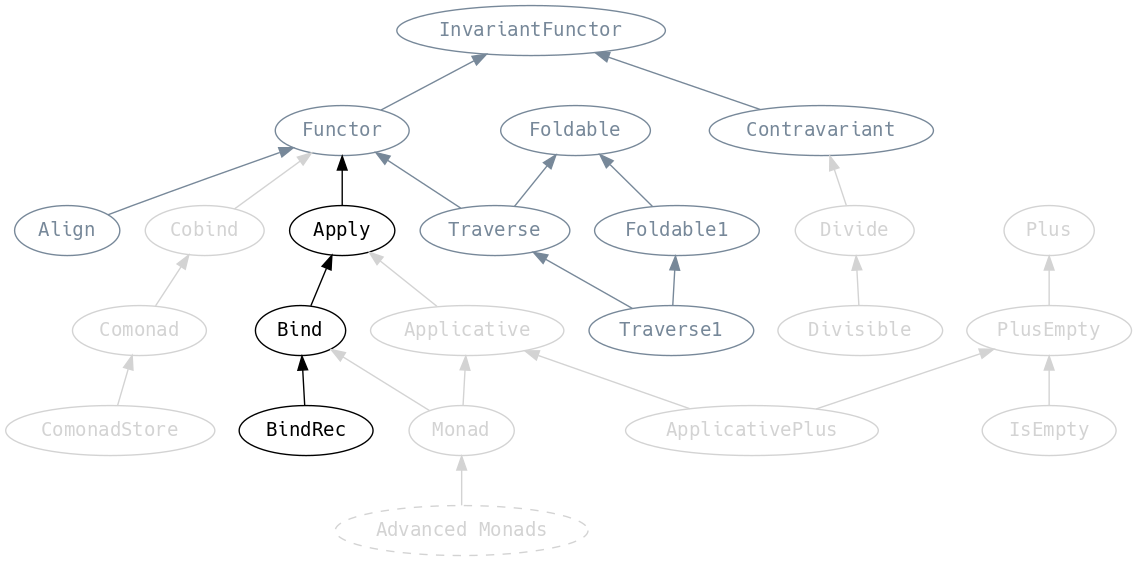 InvariantFunctor
Functor
Foldable
Contravariant
Align
Cobind
Apply
Traverse
Foldable1
Divide
Plus
Comonad
Bind
Applicative
Traverse1
Divisible
PlusEmpty
ComonadStore
BindRec
Monad
ApplicativePlus
IsEmpty
Advanced Monads